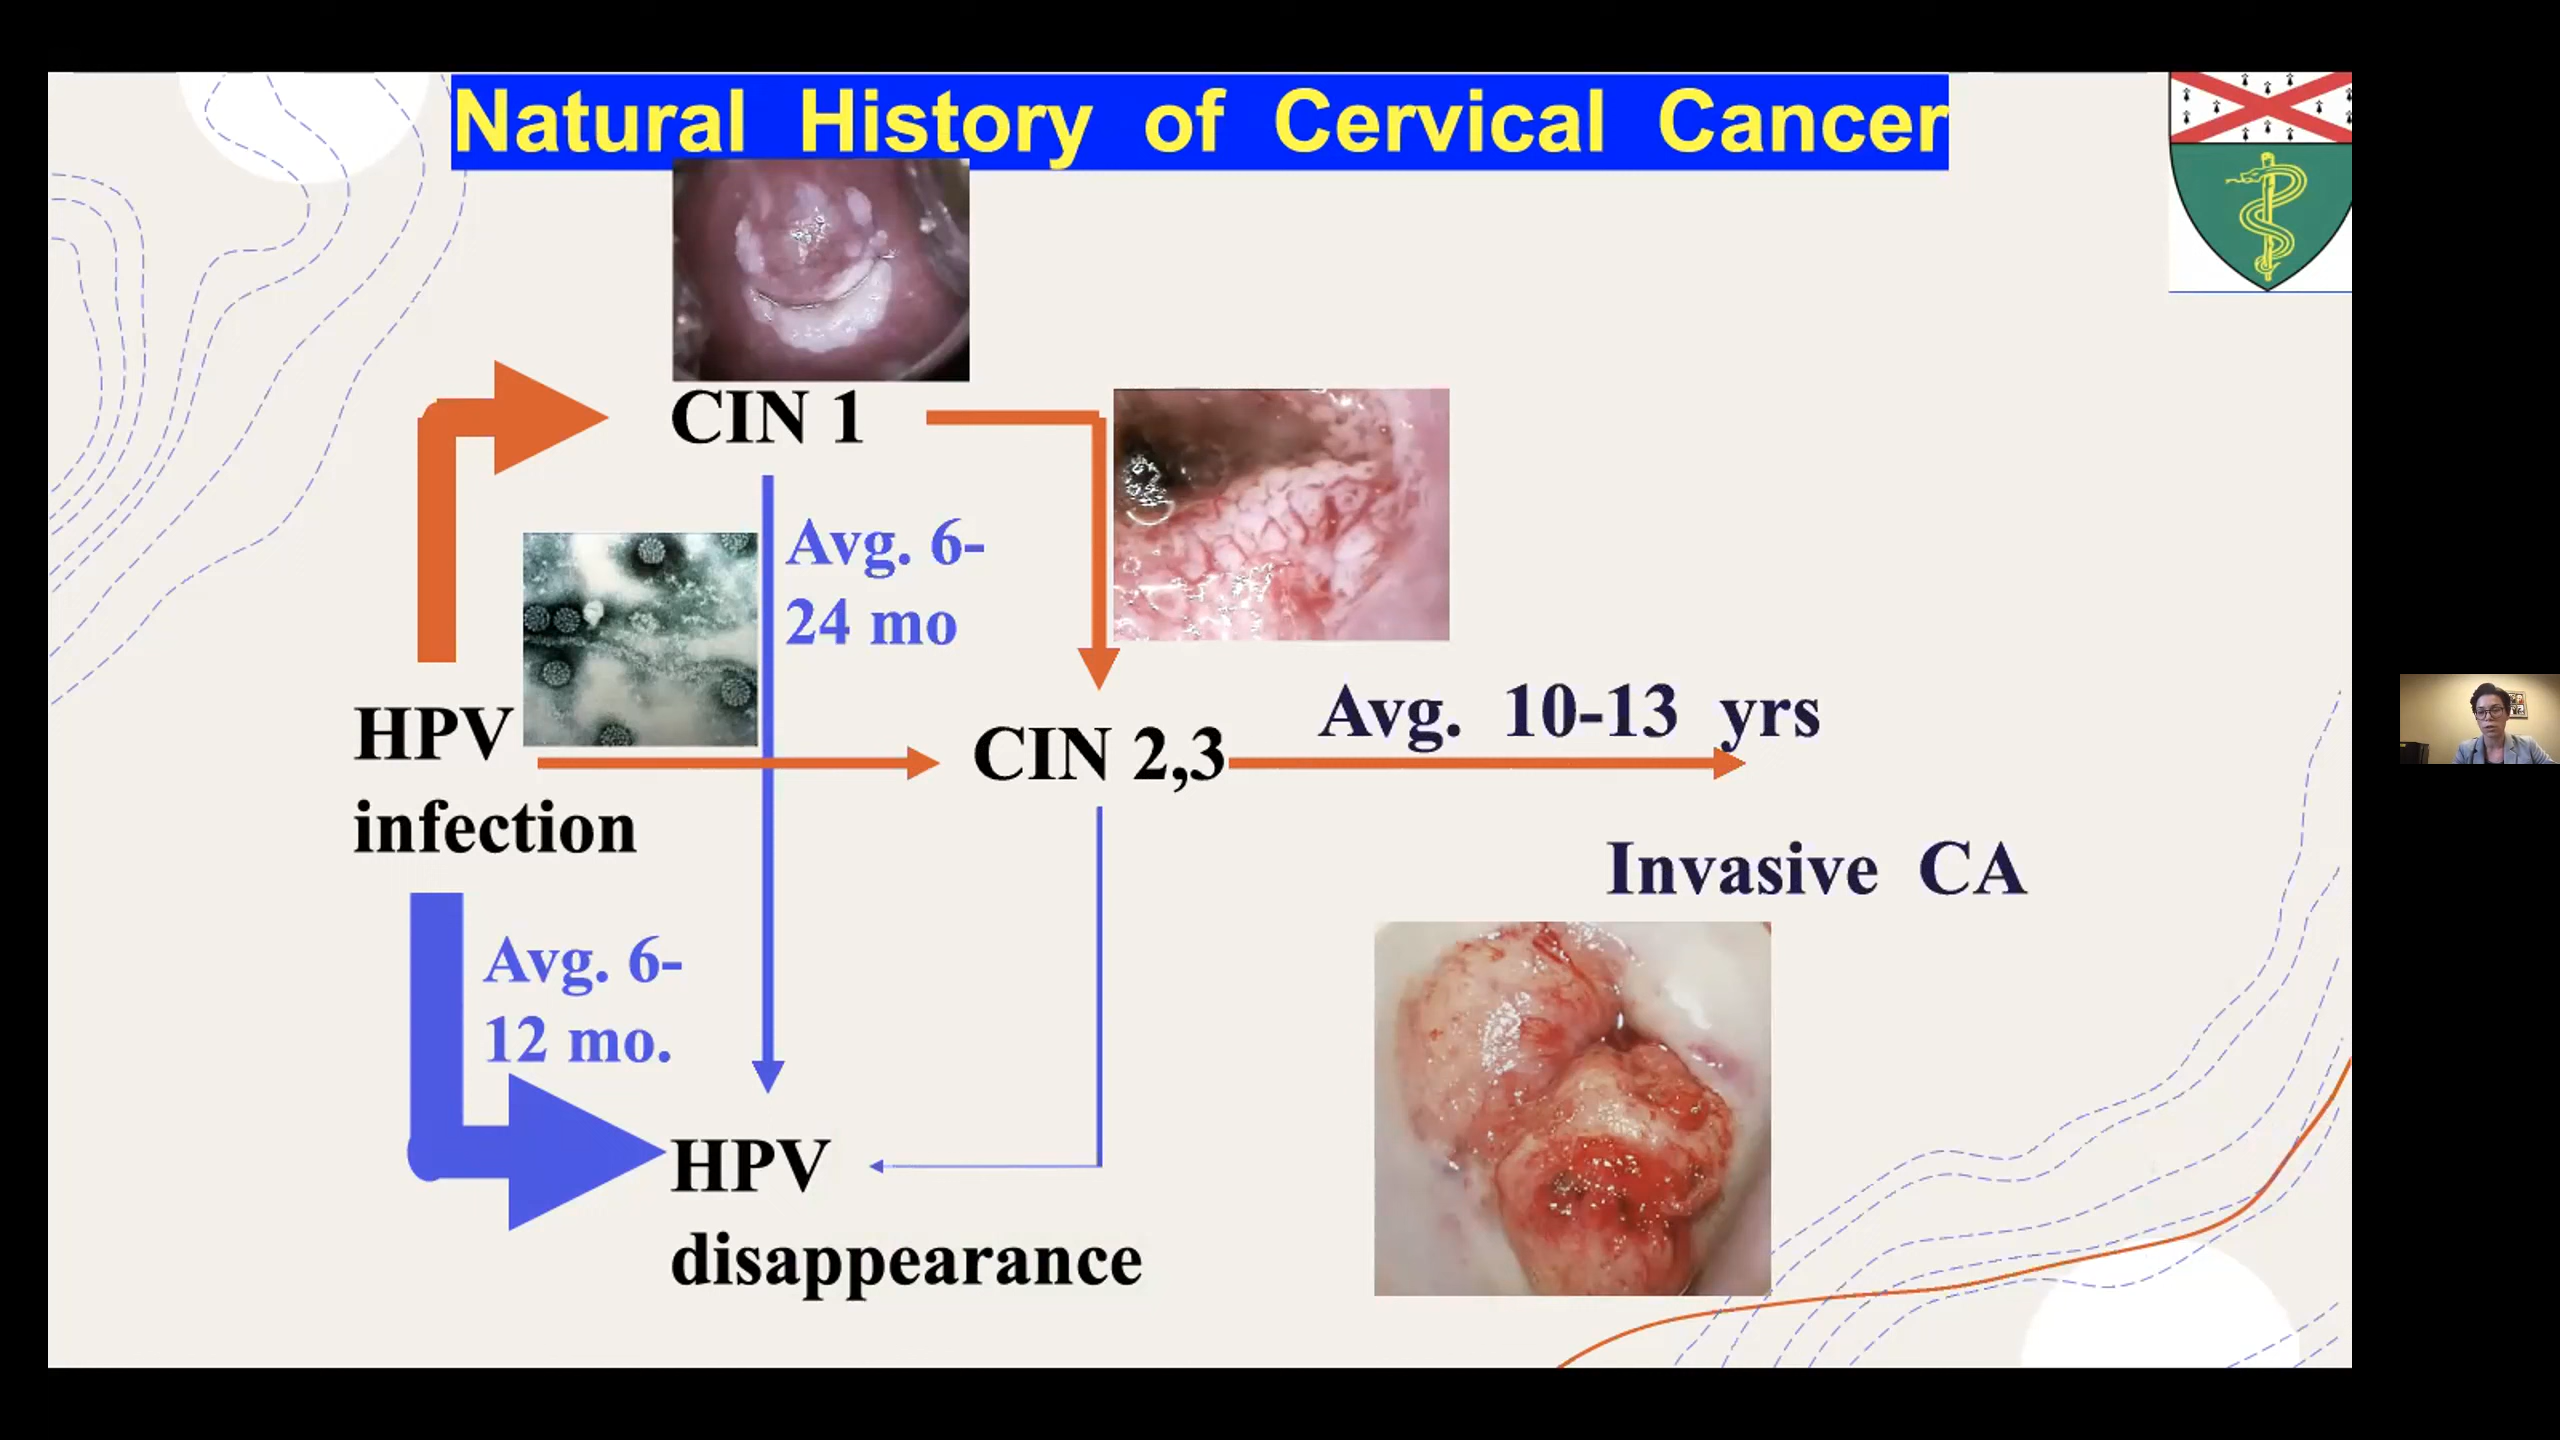 Natural History of Cervical Cancer
CIN 1
Avg. 6-
24 mo
HPV
infection
CIN 2,3
Avg. 10-13 yrs
Invasive CA
Avg. 6-
12 mo.
HPV
disappearance